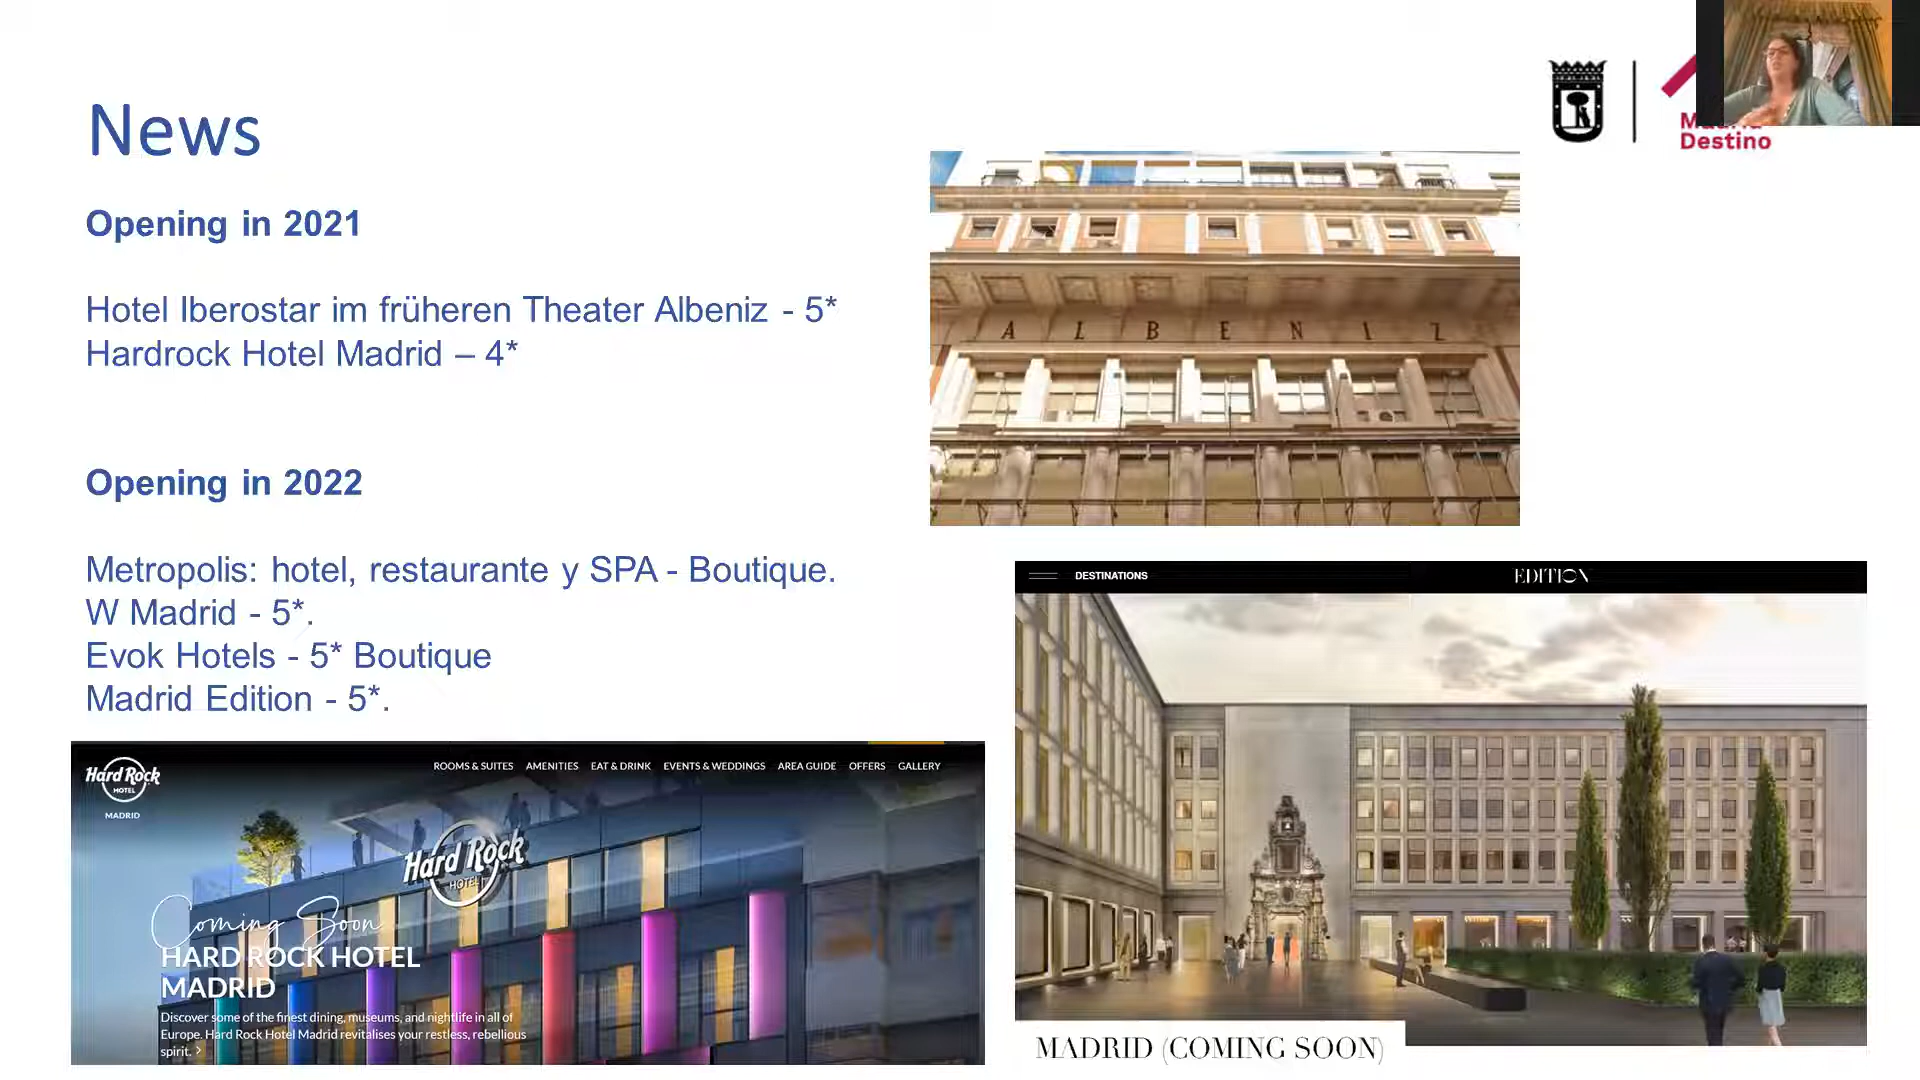 News
Madrid
Destino
Opening in 2021
Hotel Iberostar im früheren Theater Albeniz - 5*
Hardrock Hotel Madrid – 4*
ALBENIZ
Opening in 2022
Metropolis: hotel, restaurante y SPA - Boutique.
W Madrid - 5*.
Evok Hotels - 5* Boutique
Madrid Edition - 5*.
DESTINATIONS
EDITION
MADRID (COMING SOON)
Hard Rock
HOTEL
MADRID
ROOMS & SUITES AMENITIES EAT & DRINK EVENTS & WEDDINGS AREA GUIDE OFFERS GALLERY
Hard Rock
HOTEL
Coming Soon
HARD ROCK HOTEL
MADRID
Discover some of the finest dining, museums, and nightlife in all of
Europe. Hard Rock Hotel Madrid revitalises your restless, rebellious
spirit. >